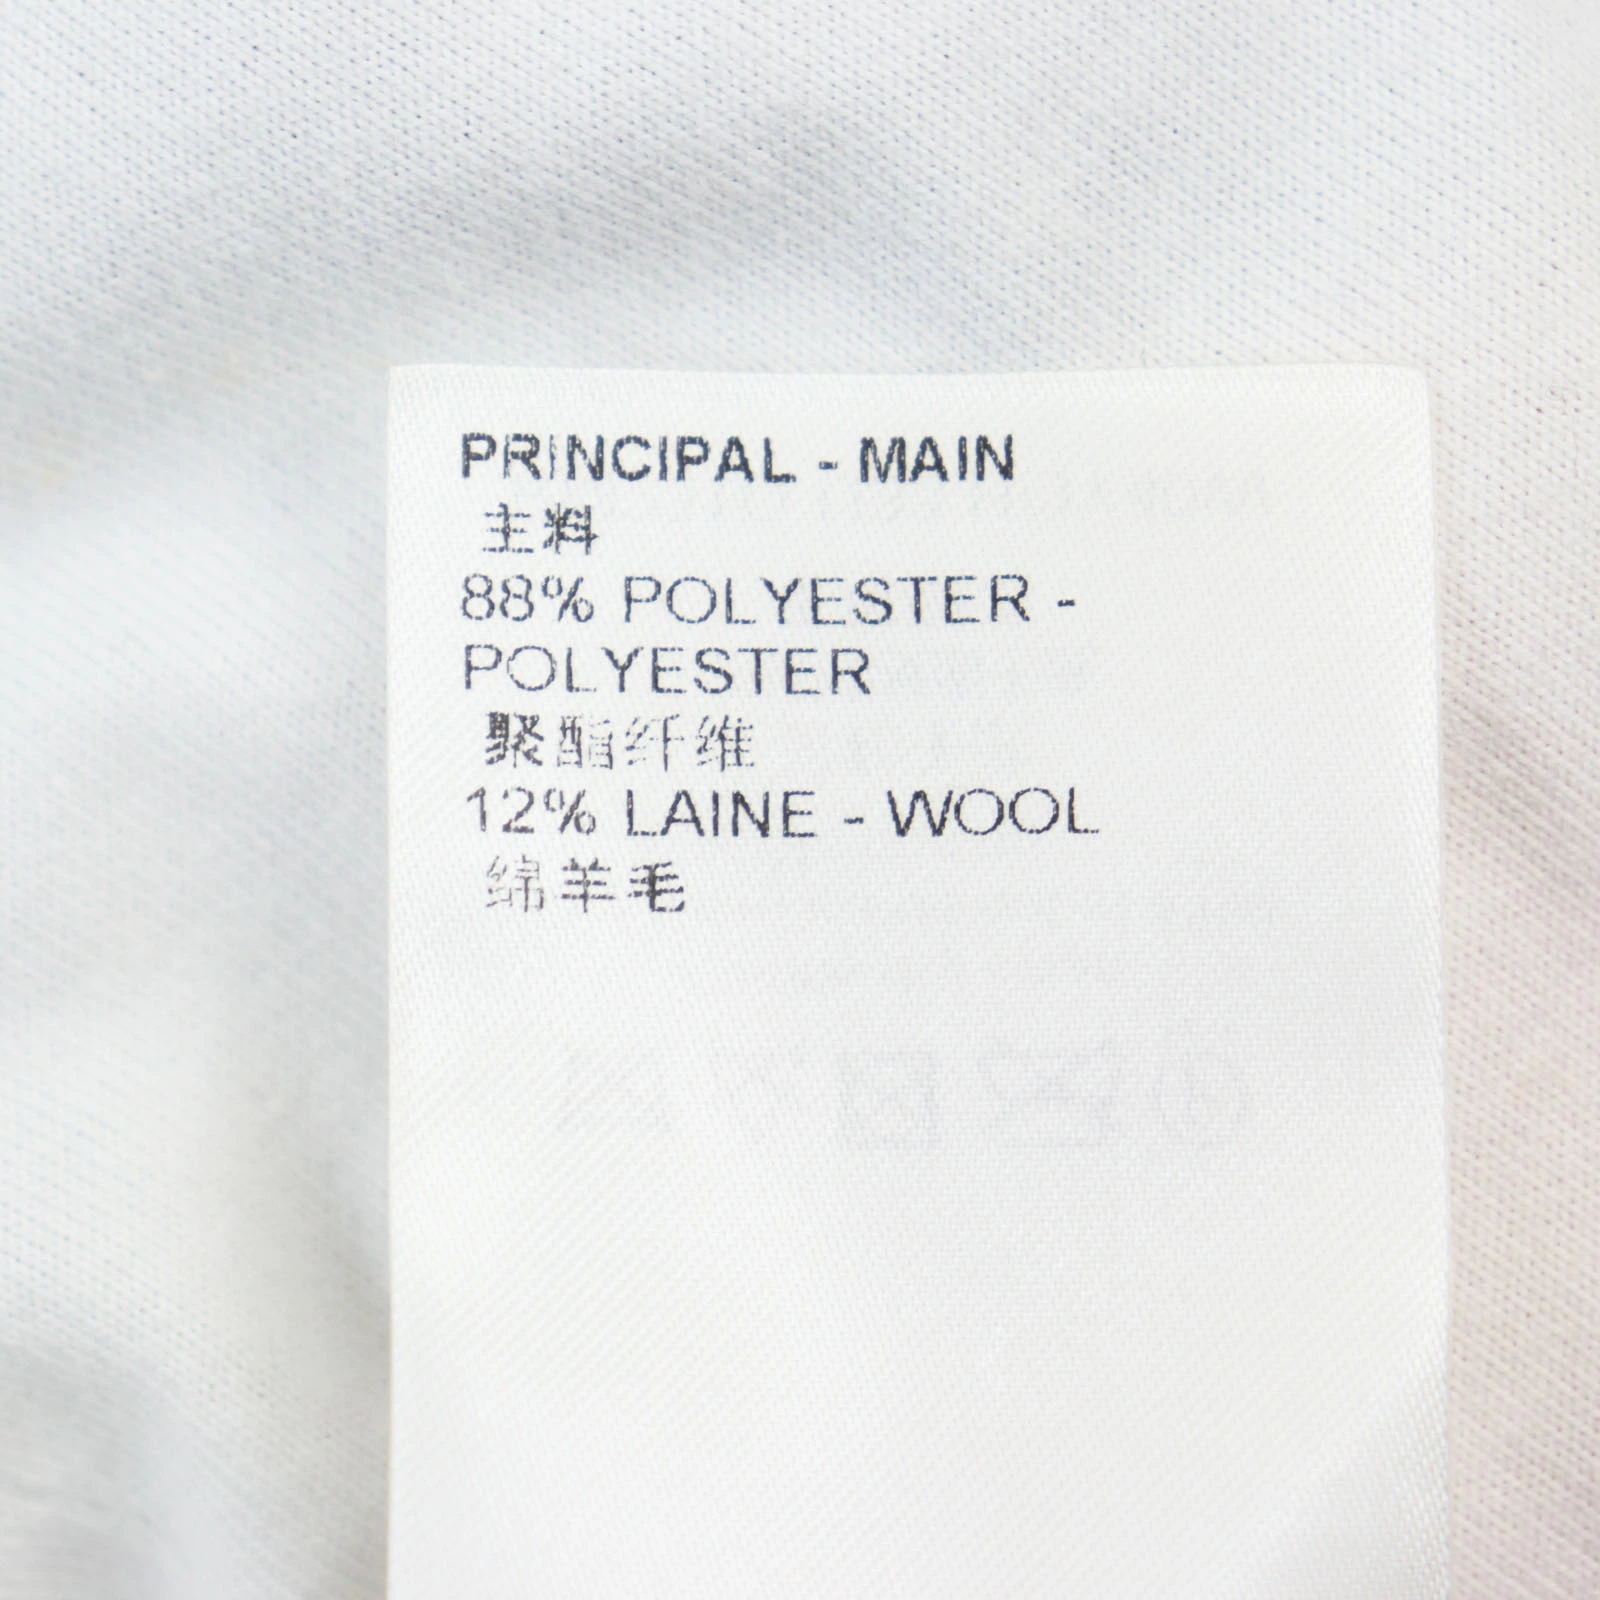 PRINCIPAL - MAIN
主料
88% POLYESTER -
POLYESTER
聚酯纤维
12% LAINE - WOOL
绵羊毛